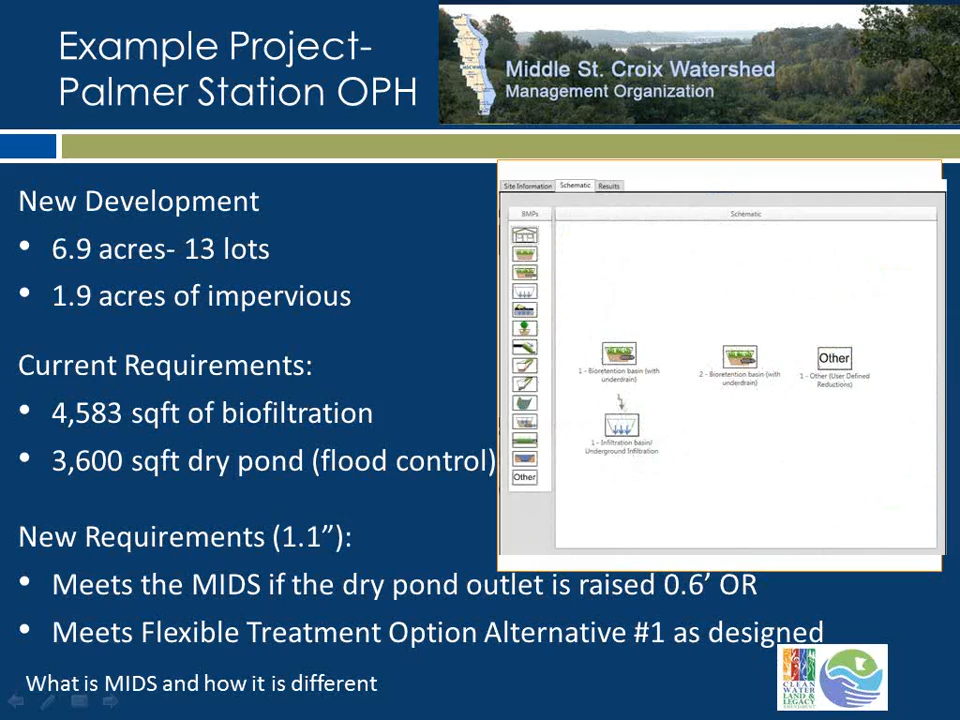 Example Project-
Palmer Station OPH
Middle St. Croix Watershed
Management Organization
New Development
• 6.9 acres- 13 lots
• 1.9 acres of impervious
Current Requirements:
• 4,583 sqft of biofiltration
• 3,600 sqft dry pond (flood control)
New Requirements (1.1”):
• Meets the MIDS if the dry pond outlet is raised 0.6’ OR
• Meets Flexible Treatment Option Alternative #1 as designed
What is MIDS and how it is different
Site Information Schematic Results
BMPs
Schematic
Other
1 - Bioretention basin (with
underdrain)
2 - Bioretention basin (with
underdrain)
Other
1 - Other (User Defined
Reductions)
1 - Infiltration basin/
Underground Infiltration
CLEAN
WATER
LAND &
LEGACY
AMENDMENT